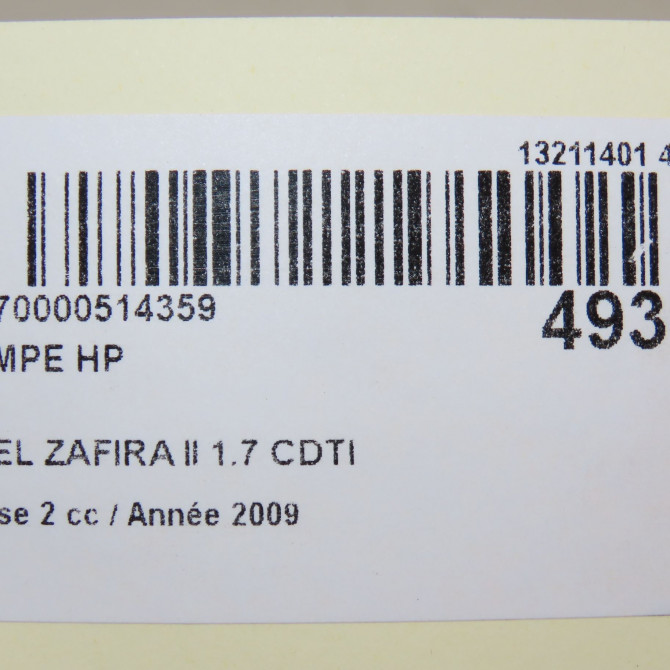 13211401 4
70000514359
493
MPE HP
EL ZAFIRA II 1.7 CDTI
se 2 cc / Année 2009